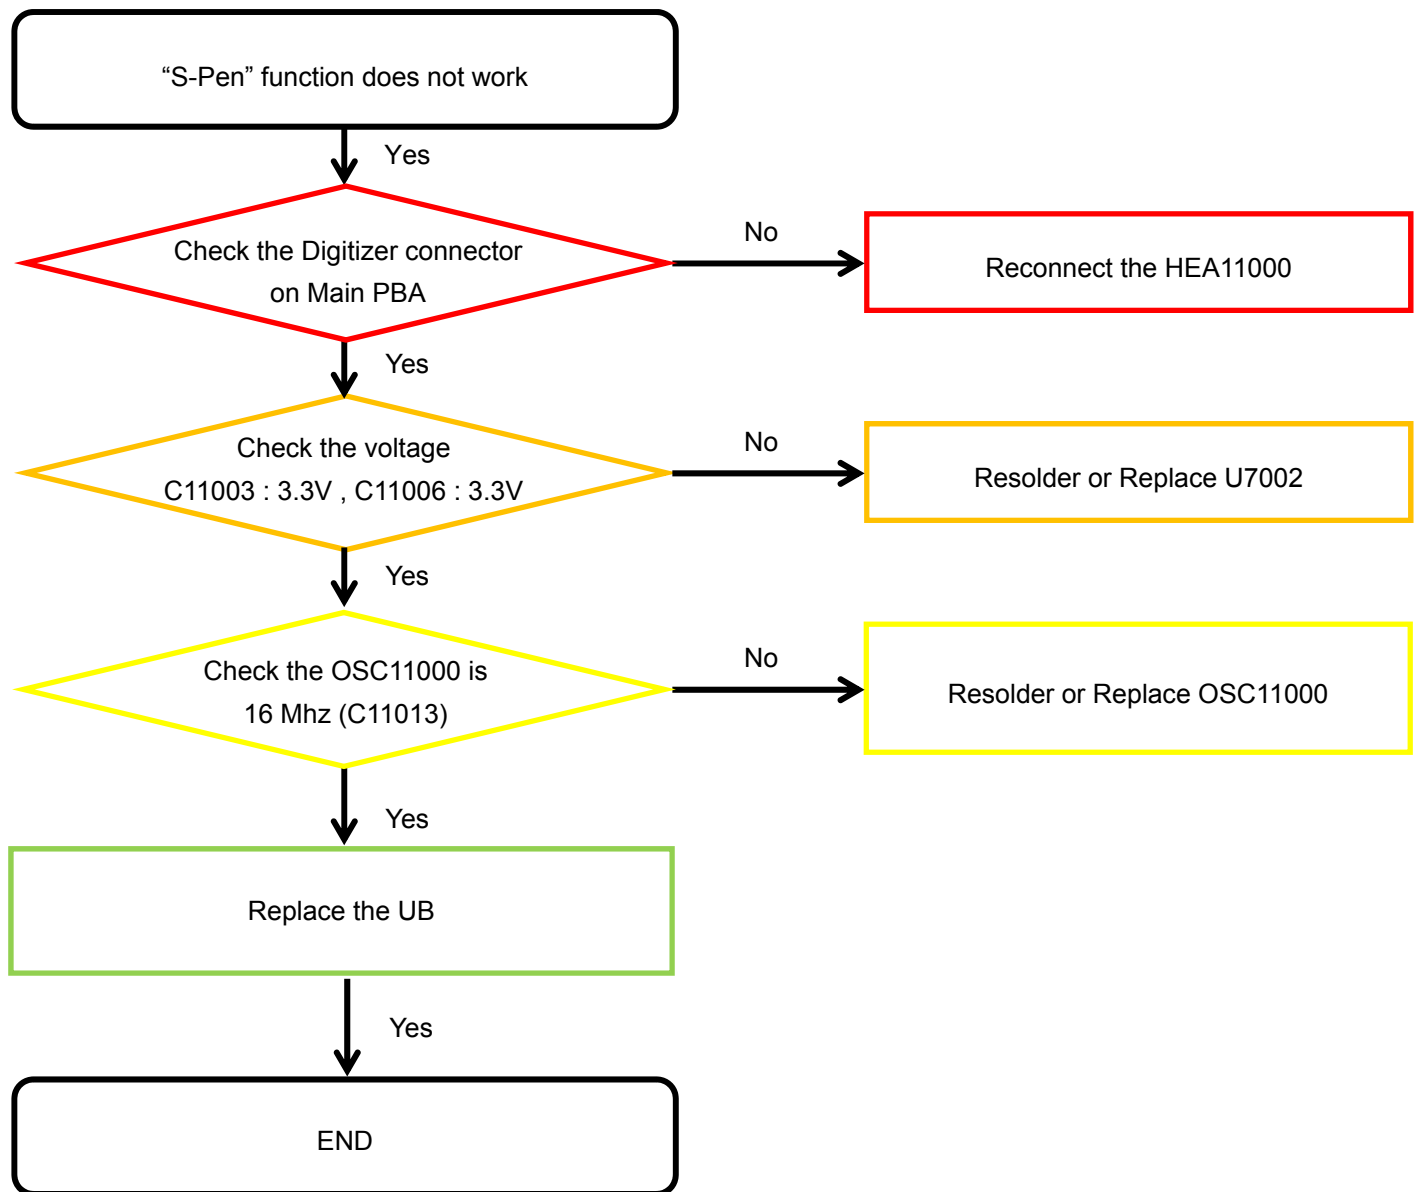 “S-Pen” function does not work
Yes
Check the Digitizer connector
on Main PBA
No
Reconnect the HEA11000
Yes
Check the voltage
C11003 : 3.3V , C11006 : 3.3V
No
Resolder or Replace U7002
Yes
Check the OSC11000 is
16 Mhz (C11013)
No
Resolder or Replace OSC11000
Yes
Replace the UB
Yes
END